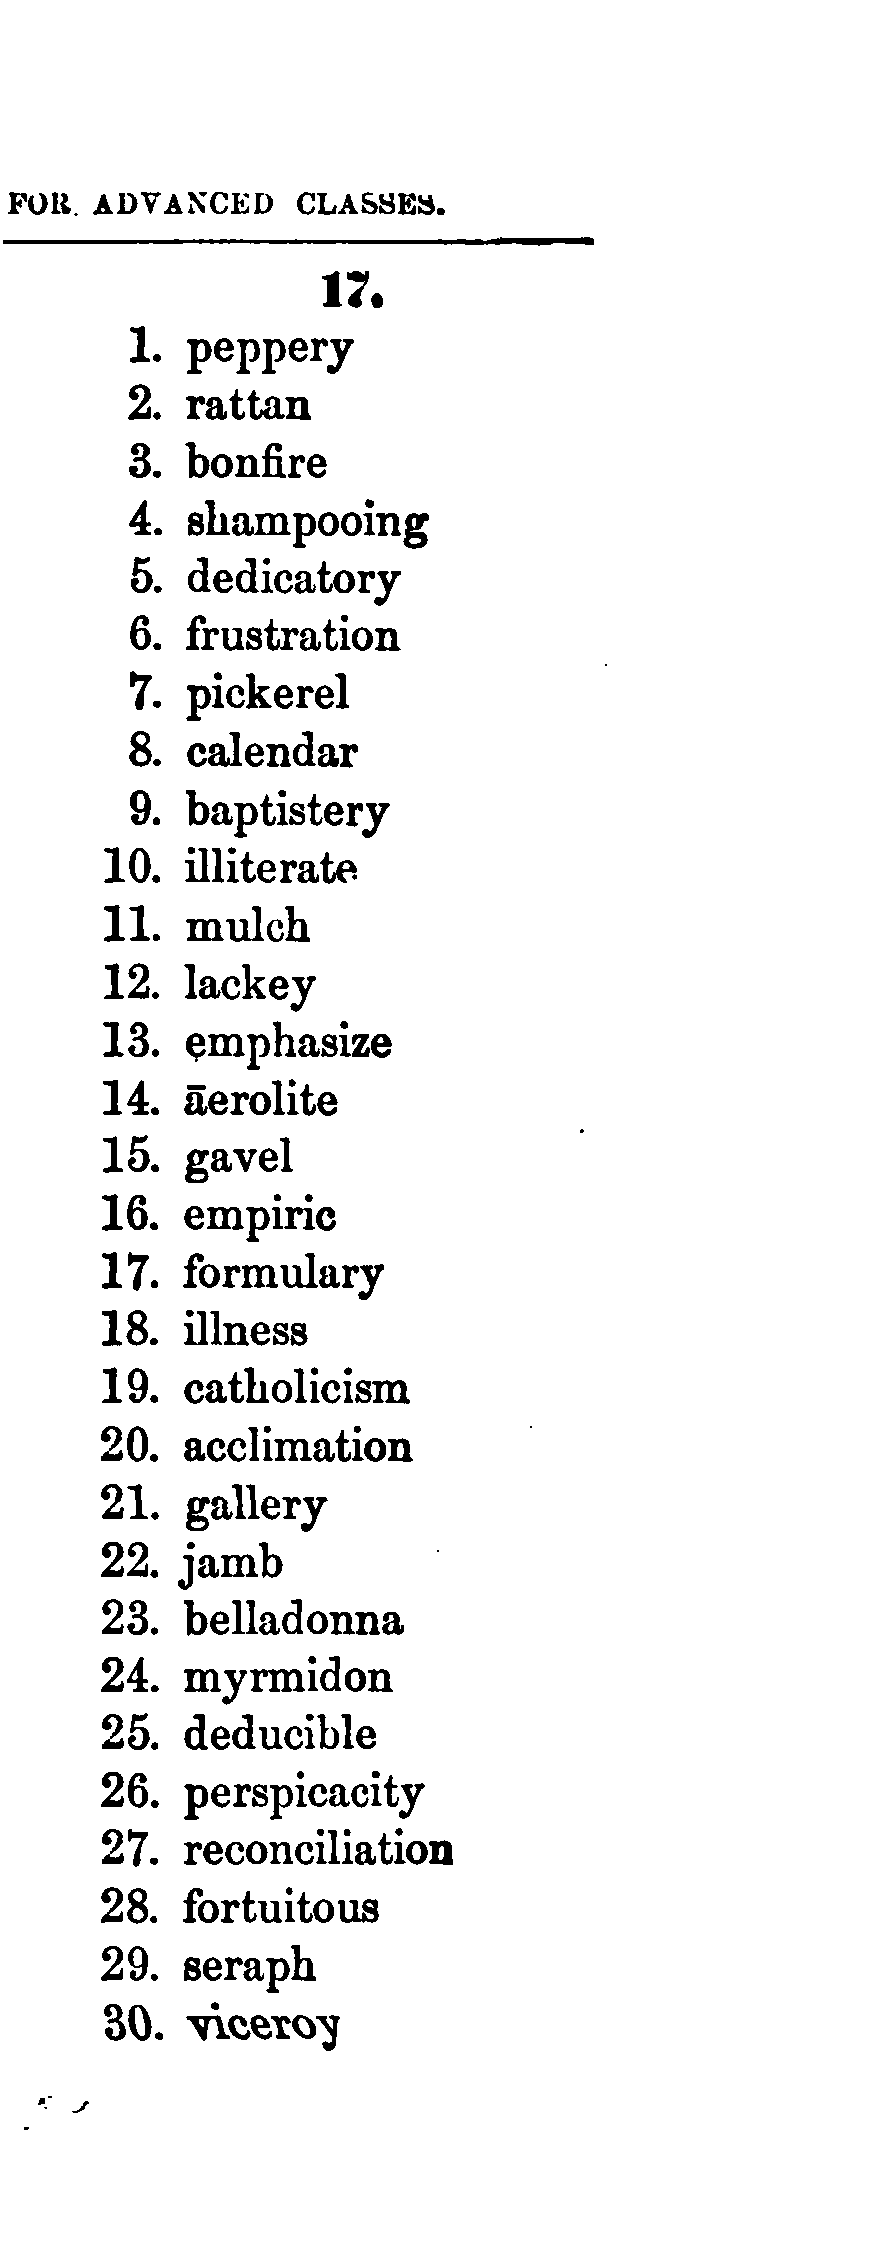 FOR ADVANCED CLASSES.
17.
1. peppery
2. rattan
3. bonfire
4. shampooing
5. dedicatory
6. frustration
7. pickerel
8. calendar
9. baptistery
10. illiterate
11. mulch
12. lackey
13. emphasize
14. āerolite
15. gavel
16. empiric
17. formulary
18. illness
19. catholicism
20. acclimation
21. gallery
22. jamb
23. belladonna
24. myrmidon
25. deducible
26. perspicacity
27. reconciliation
28. fortuitous
29. seraph
30. viceroy